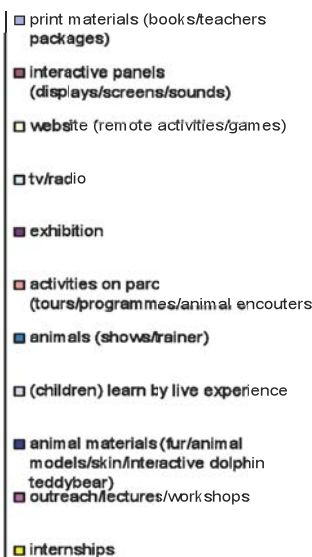 print materials (books/teachers
packages)
interactive panels
(displays/screens/sounds)
website (remote activities/games)
tv/radio
exhibition
activities on parc
(tours/programmes/animal encouters
animals (shows/trainer)
(children) learn by live experience
animal materials (fur/animal
models/skin/interactive dolphin
teddybear)
outreach/lectures/workshops
internships